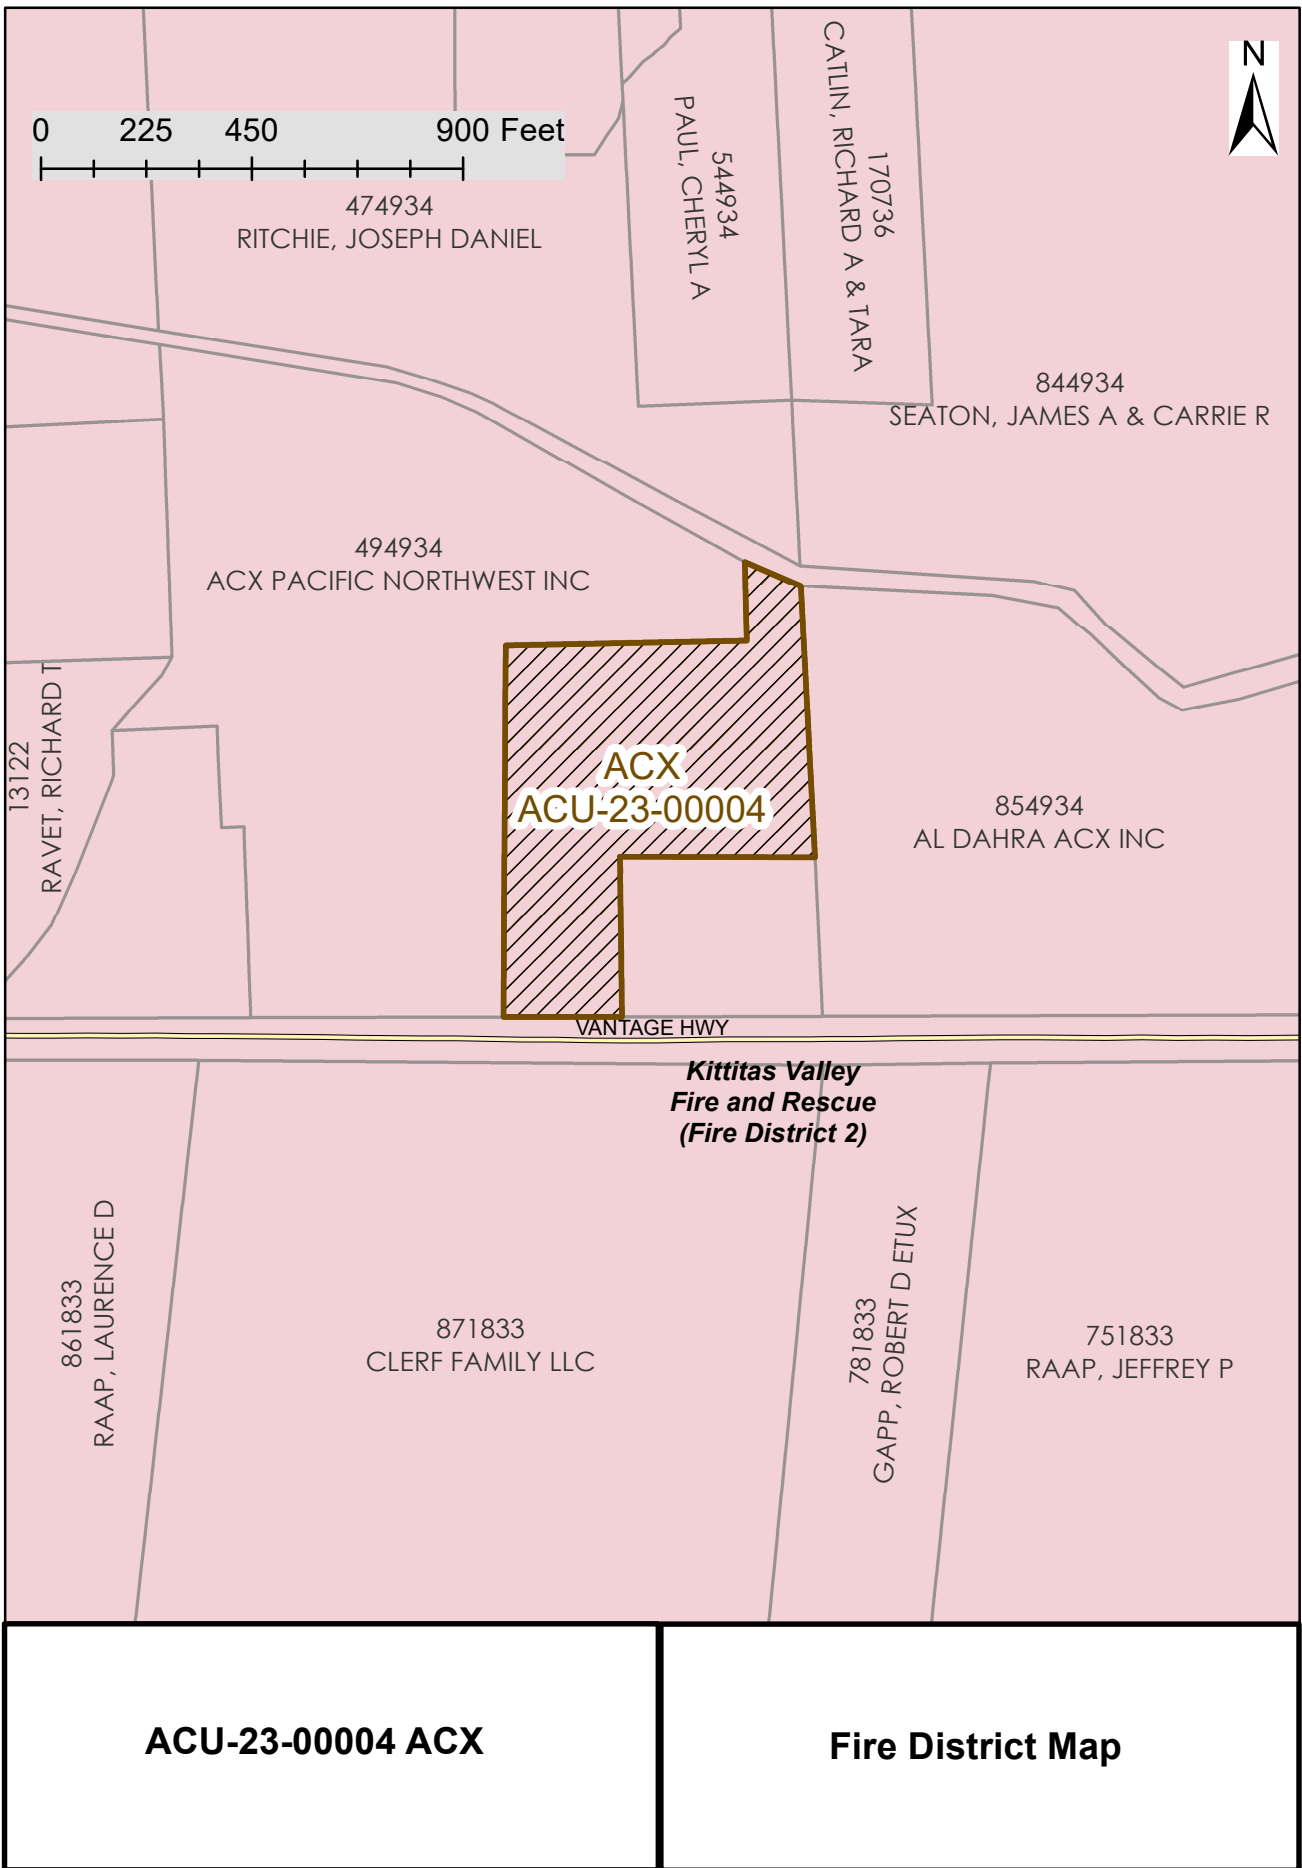 N
0 225 450 900 Feet
474934
RITCHIE, JOSEPH DANIEL
544934
PAUL, CHERYL A
170736
CATLIN, RICHARD A & TARA
844934
SEATON, JAMES A & CARRIE R
494934
ACX PACIFIC NORTHWEST INC
13122
RAVET, RICHARD T
ACX
ACU-23-00004
854934
AL DAHRA ACX INC
VANTAGE HWY
Kittitas Valley
Fire and Rescue
(Fire District 2)
861833
RAAP, LAURENCE D
871833
CLERF FAMILY LLC
781833
GAPP, ROBERT D ETUX
751833
RAAP, JEFFREY P
ACU-23-00004 ACX
Fire District Map